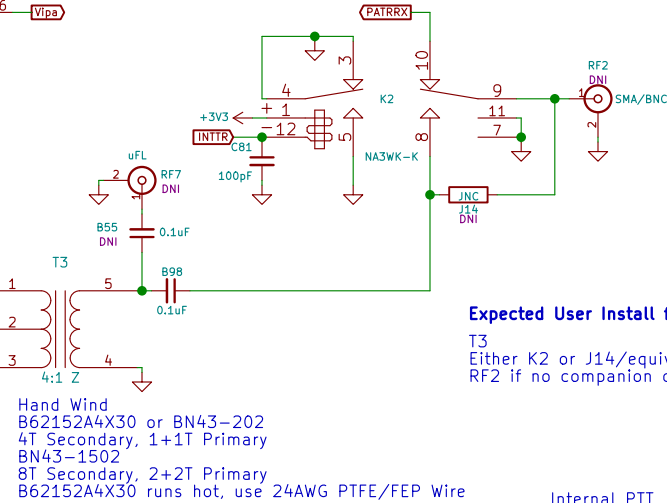 6
Vipa
PATRRX
3
10
RF2
DNI
4
K2
9
1
SMA/BNC
+3V3
+
1
11
2
INTTR
-
12
5
8
7
C81
100pF
NA3WK-K
uFL
2
RF7
DNI
1
JNC
J14
DNI
B55
DNI
0.1uF
T3
B98
1
5
0.1uF
2
3
4
4:1 Z
Expected User Install f
T3
Either K2 or J14/equiv
RF2 if no companion
Hand Wind
B62152A4X30 or BN43-202
4T Secondary, 1+1T Primary
BN43-1502
8T Secondary, 2+2T Primary
B62152A4X30 runs hot, use 24AWG PTFE/FEP Wire
Internal PTT